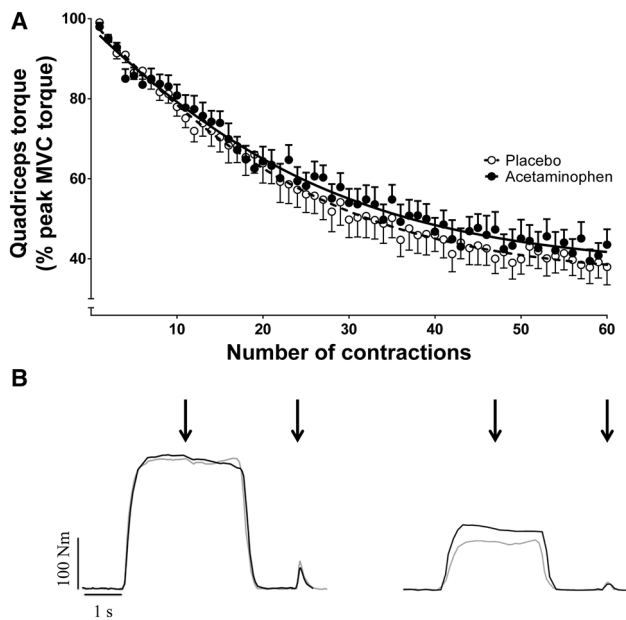 A
Quadriceps torque
(% peak MVC torque)
100
80
60
40
Placebo
Acetaminophen
10
20
30
40
50
60
Number of contractions
B
100 Nm
1 s